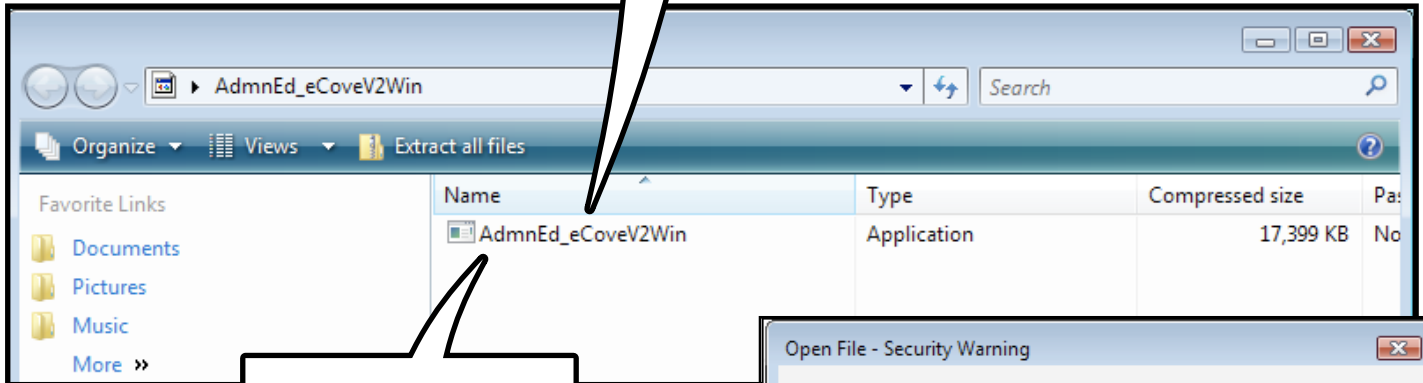 AdmnEd_eCoveV2Win
Search
Organize Views Extract all files
Favorite Links
Documents
Pictures
Music
More
Name Type Compressed size Pas
AdmnEd_eCoveV2Win Application 17,399 KB No
Open File - Security Warning